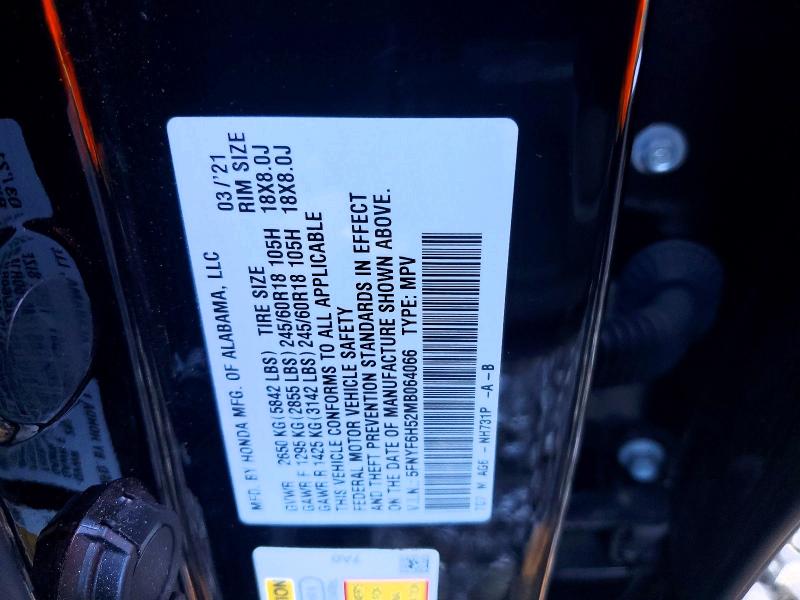 MFD. BY HONDA MFG. OF ALABAMA, LLC 03/'21
TIRE SIZE RIM SIZE
GVWR 2650 KG(5842 LBS)
GAWR F 1295 KG(2855 LBS) 245/60R18 105H 18X8.0J
GAWR R 1425 KG(3142 LBS) 245/60R18 105H 18X8.0J
THIS VEHICLE CONFORMS TO ALL APPLICABLE
FEDERAL MOTOR VEHICLE SAFETY
AND THEFT PREVENTION STANDARDS IN EFFECT
ON THE DATE OF MANUFACTURE SHOWN ABOVE.
V.I.N. 5FNYF6H52MB064066 TYPE: MPV
NH731P -A-B
TAD